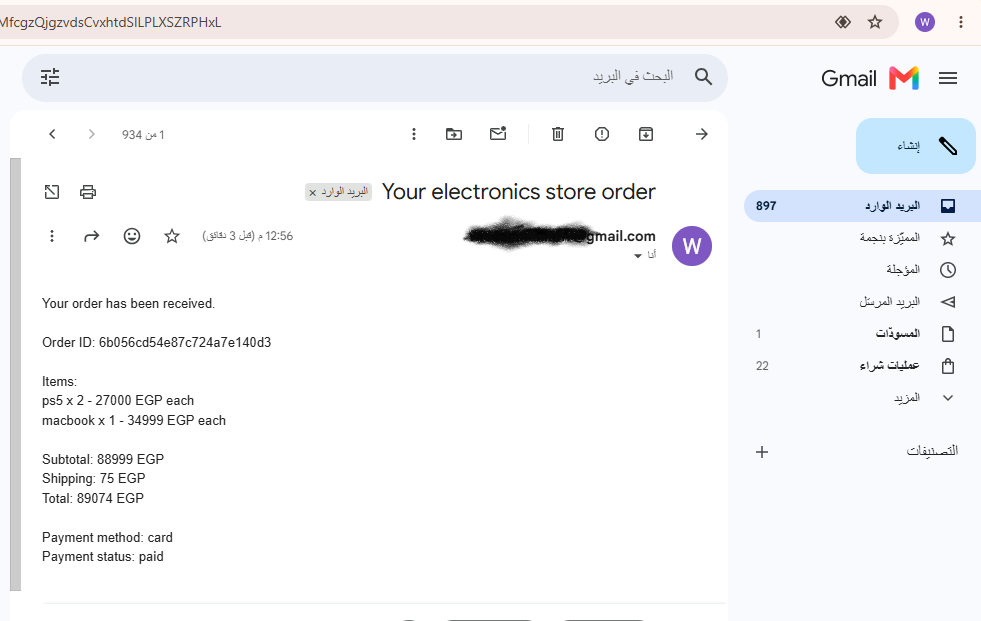 MfcgzQjgzvdsCvxhtdSlLPLXSZRPHxL
W
البحث في البريد
Gmail
1 من 934
إنشاء
Your electronics store order
البريد الوارد ×
12:56 م (قبل 3 دقائق)
gmail.com
أنا
W
Your order has been received.
Order ID: 6b056cd54e87c724a7e140d3
Items:
ps5 x 2 - 27000 EGP each
macbook x 1 - 34999 EGP each
Subtotal: 88999 EGP
Shipping: 75 EGP
Total: 89074 EGP
Payment method: card
Payment status: paid
البريد الوارد 897
المميّزة بنجمة
المؤجلة
البريد المرسَل
المسودّات 1
عمليات شراء 22
المزيد
التصنيفات